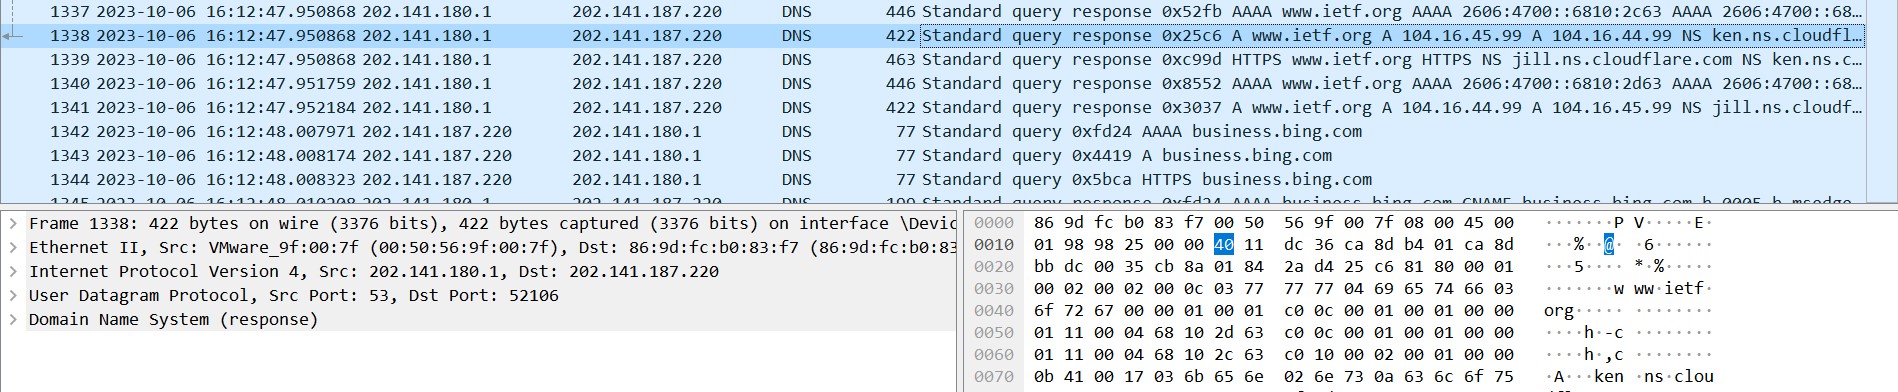 1337 2023-10-06 16:12:47.950868 202.141.180.1 202.141.187.220 DNS 446 Standard query response 0x52fb AAAA www.ietf.org AAAA 2606:4700::6810:2c63 AAAA 2606:4700::68…
1338 2023-10-06 16:12:47.950868 202.141.180.1 202.141.187.220 DNS 422 Standard query response 0x25c6 A www.ietf.org A 104.16.45.99 A 104.16.44.99 NS ken.ns.cloudfl…
1339 2023-10-06 16:12:47.950868 202.141.180.1 202.141.187.220 DNS 463 Standard query response 0xc99d HTTPS www.ietf.org HTTPS NS jill.ns.cloudflare.com NS ken.ns.c…
1340 2023-10-06 16:12:47.951759 202.141.180.1 202.141.187.220 DNS 446 Standard query response 0x8552 AAAA www.ietf.org AAAA 2606:4700::6810:2d63 AAAA 2606:4700::68…
1341 2023-10-06 16:12:47.952184 202.141.180.1 202.141.187.220 DNS 422 Standard query response 0x3037 A www.ietf.org A 104.16.44.99 A 104.16.45.99 NS jill.ns.cloudf…
1342 2023-10-06 16:12:48.007971 202.141.187.220 202.141.180.1 DNS 77 Standard query 0xfd24 AAAA business.bing.com
1343 2023-10-06 16:12:48.008174 202.141.187.220 202.141.180.1 DNS 77 Standard query 0x4419 A business.bing.com
1344 2023-10-06 16:12:48.008323 202.141.187.220 202.141.180.1 DNS 77 Standard query 0x5bca HTTPS business.bing.com
Frame 1338: 422 bytes on wire (3376 bits), 422 bytes captured (3376 bits) on interface \Devic
Ethernet II, Src: VMware_9f:00:7f (00:50:56:9f:00:7f), Dst: 86:9d:fc:b0:83:f7 (86:9d:fc:b0:83
Internet Protocol Version 4, Src: 202.141.180.1, Dst: 202.141.187.220
User Datagram Protocol, Src Port: 53, Dst Port: 52106
Domain Name System (response)
0000 86 9d fc b0 83 f7 00 50 56 9f 00 7f 08 00 45 00 ·······P V·····E·
0010 01 98 98 25 00 00 40 11 dc 36 ca 8d b4 01 ca 8d ···%··@· ·6······
0020 bb dc 00 35 cb 8a 01 84 2a d4 25 c6 81 80 00 01 ···5···· *·%·····
0030 00 02 00 02 00 0c 03 77 77 77 04 69 65 74 66 03 ·······w ww·ietf·
0040 6f 72 67 00 00 01 00 01 c0 0c 00 01 00 01 00 00 org····· ········
0050 01 11 00 04 68 10 2d 63 c0 0c 00 01 00 01 00 00 ····h·-c ········
0060 01 11 00 04 68 10 2c 63 c0 10 00 02 00 01 00 00 ····h·,c ········
0070 0b 41 00 17 03 6b 65 6e 02 6e 73 0a 63 6c 6f 75 ·A···ken ·ns·clou